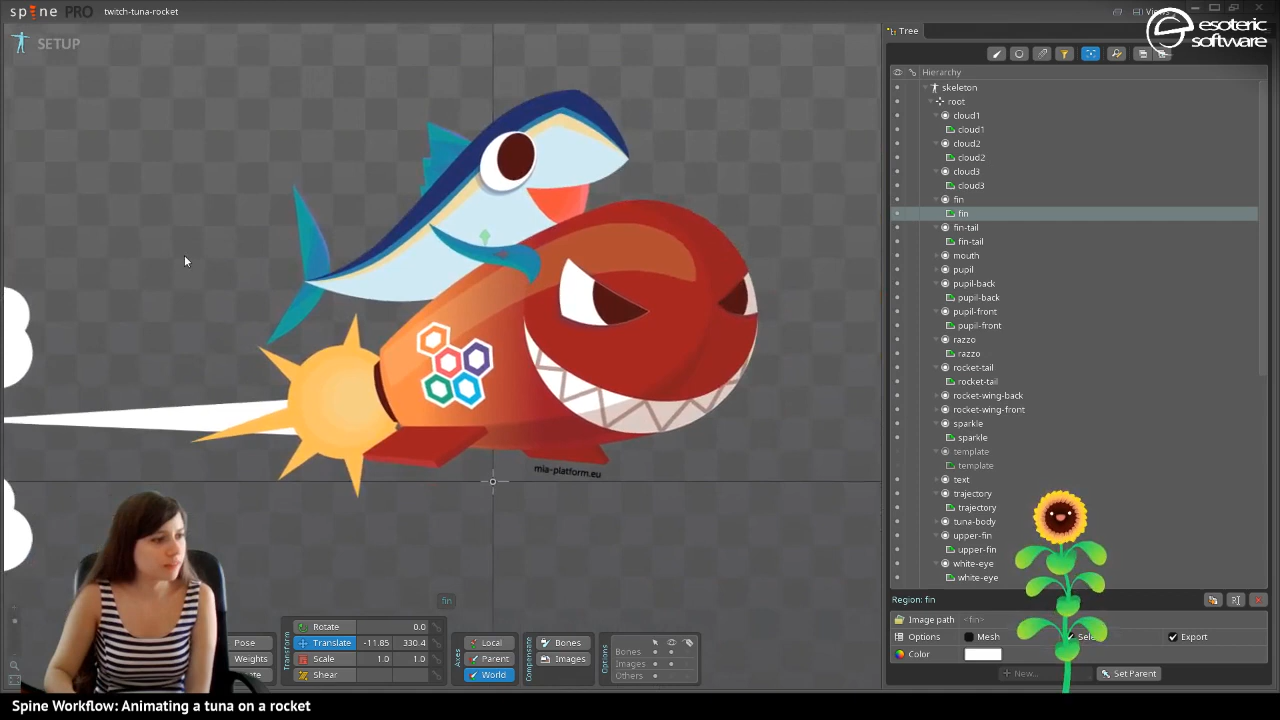 spine PRO
twitch-tuna-rocket
Views
esoteric
software
SETUP
Tree
Hierarchy
skeleton
root
cloud1
cloud1
cloud2
cloud2
cloud3
cloud3
fin
fin
fin-tail
fin-tail
mouth
pupil
pupil-back
pupil-back
pupil-front
pupil-front
razzo
razzo
rocket-tail
rocket-tail
rocket-wing-back
rocket-wing-front
sparkle
sparkle
template
template
text
trajectory
trajectory
tuna-body
upper-fin
upper-fin
white-eye
white-eye
mia-platform.eu
fin
Region: fin
Image path <fin>
Options Mesh Sele Export
Color
New... Set Parent
Pose
Weights
Transform
Rotate 0.0
Translate -11.85 330.4
Scale 1.0 1.0
Shear
Axes
Local
Parent
World
Compensate
Bones
Images
Options
Bones
Images
Others
Spine Workflow: Animating a tuna on a rocket